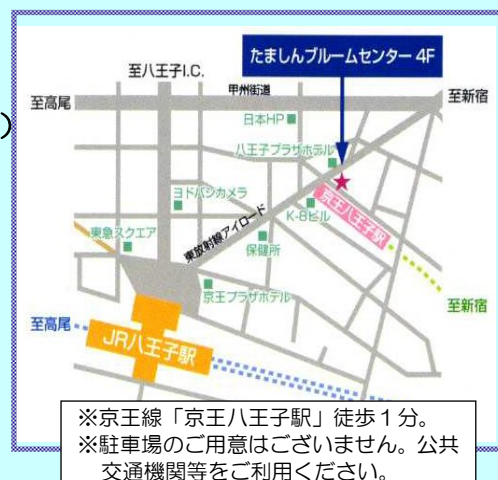 たましんブルームセンター 4F
至八王子I.C.
甲州街道
至高尾
至新宿
)
日本HP
八王子プラザホテル
ヨドバシカメラ
京王八王子駅
K-8ビル
東放射線アイロード
東急スクエア
保健所
京王プラザホテル
至新宿
至高尾
JR八王子駅
※京王線「京王八王子駅」徒歩1分。
※駐車場のご用意はございません。公共
交通機関等をご利用ください。